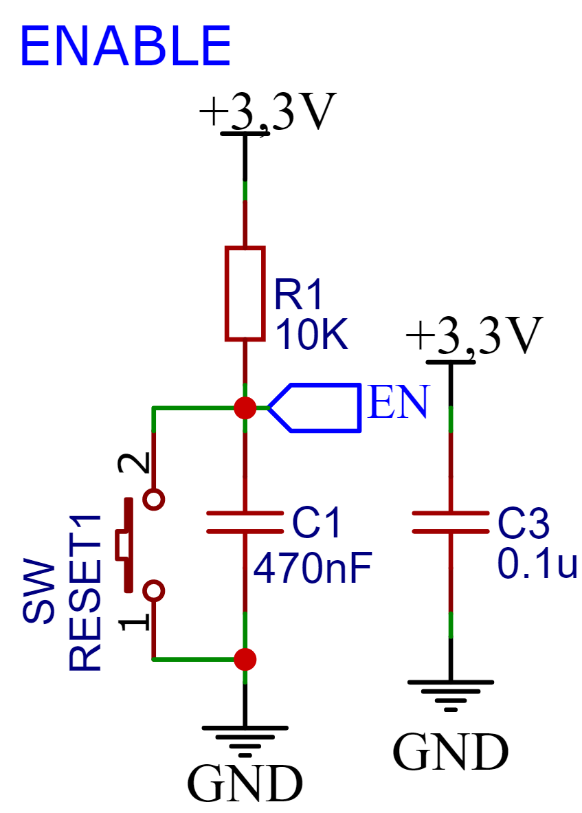 ENABLE
+3,3V
R1
10K
+3,3V
EN
2
C1
470nF
C3
0.1u
SW
RESET1
1
GND
GND